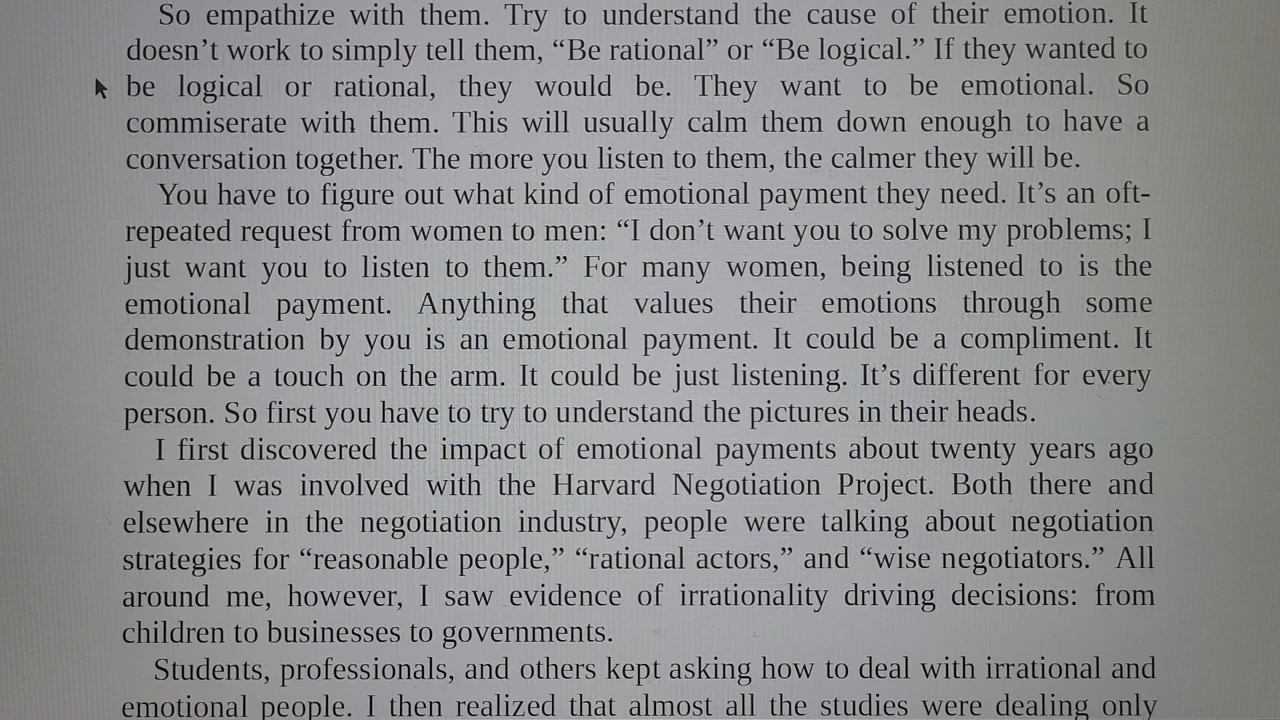 So empathize with them. Try to understand the cause of their emotion. It
doesn’t work to simply tell them, “Be rational” or “Be logical.” If they wanted to
be logical or rational, they would be. They want to be emotional. So
commiserate with them. This will usually calm them down enough to have a
conversation together. The more you listen to them, the calmer they will be.
You have to figure out what kind of emotional payment they need. It’s an oft-
repeated request from women to men: “I don’t want you to solve my problems; I
just want you to listen to them.” For many women, being listened to is the
emotional payment. Anything that values their emotions through some
demonstration by you is an emotional payment. It could be a compliment. It
could be a touch on the arm. It could be just listening. It’s different for every
person. So first you have to try to understand the pictures in their heads.
I first discovered the impact of emotional payments about twenty years ago
when I was involved with the Harvard Negotiation Project. Both there and
elsewhere in the negotiation industry, people were talking about negotiation
strategies for “reasonable people,” “rational actors,” and “wise negotiators.” All
around me, however, I saw evidence of irrationality driving decisions: from
children to businesses to governments.
Students, professionals, and others kept asking how to deal with irrational and
emotional people. I then realized that almost all the studies were dealing only